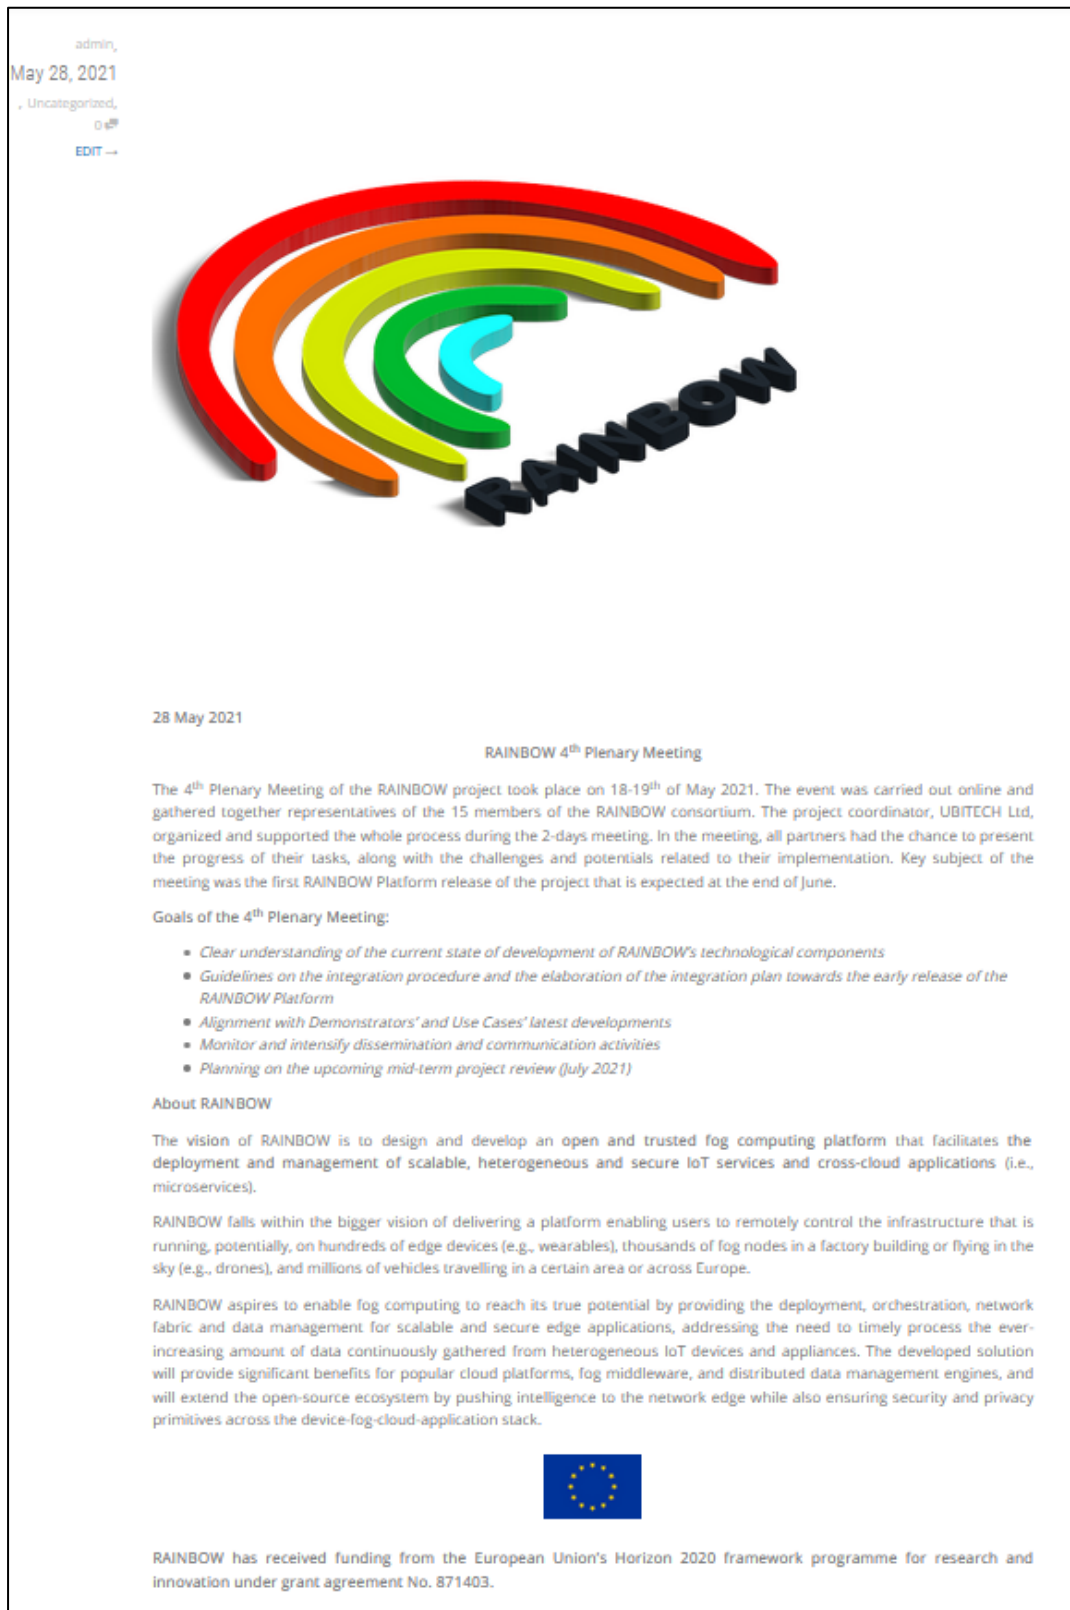 admin,
May 28, 2021
, Uncategorized,
0
EDIT →
RAINBOW
28 May 2021
RAINBOW 4th Plenary Meeting
The 4th Plenary Meeting of the RAINBOW project took place on 18-19th of May 2021. The event was carried out online and
gathered together representatives of the 15 members of the RAINBOW consortium. The project coordinator, UBITECH Ltd,
organized and supported the whole process during the 2-days meeting. In the meeting, all partners had the chance to present
the progress of their tasks, along with the challenges and potentials related to their implementation. Key subject of the
meeting was the first RAINBOW Platform release of the project that is expected at the end of June.
Goals of the 4th Plenary Meeting:
• Clear understanding of the current state of development of RAINBOW's technological components
• Guidelines on the integration procedure and the elaboration of the integration plan towards the early release of the
RAINBOW Platform
• Alignment with Demonstrators' and Use Cases' latest developments
• Monitor and intensify dissemination and communication activities
• Planning on the upcoming mid-term project review (July 2021)
About RAINBOW
The vision of RAINBOW is to design and develop an open and trusted fog computing platform that facilitates the
deployment and management of scalable, heterogeneous and secure IoT services and cross-cloud applications (i.e.,
microservices).
RAINBOW falls within the bigger vision of delivering a platform enabling users to remotely control the infrastructure that is
running, potentially, on hundreds of edge devices (e.g., wearables), thousands of fog nodes in a factory building or flying in the
sky (e.g., drones), and millions of vehicles travelling in a certain area or across Europe.
RAINBOW aspires to enable fog computing to reach its true potential by providing the deployment, orchestration, network
fabric and data management for scalable and secure edge applications, addressing the need to timely process the ever-
increasing amount of data continuously gathered from heterogeneous IoT devices and appliances. The developed solution
will provide significant benefits for popular cloud platforms, fog middleware, and distributed data management engines, and
will extend the open-source ecosystem by pushing intelligence to the network edge while also ensuring security and privacy
primitives across the device-fog-cloud-application stack.
RAINBOW has received funding from the European Union's Horizon 2020 framework programme for research and
innovation under grant agreement No. 871403.